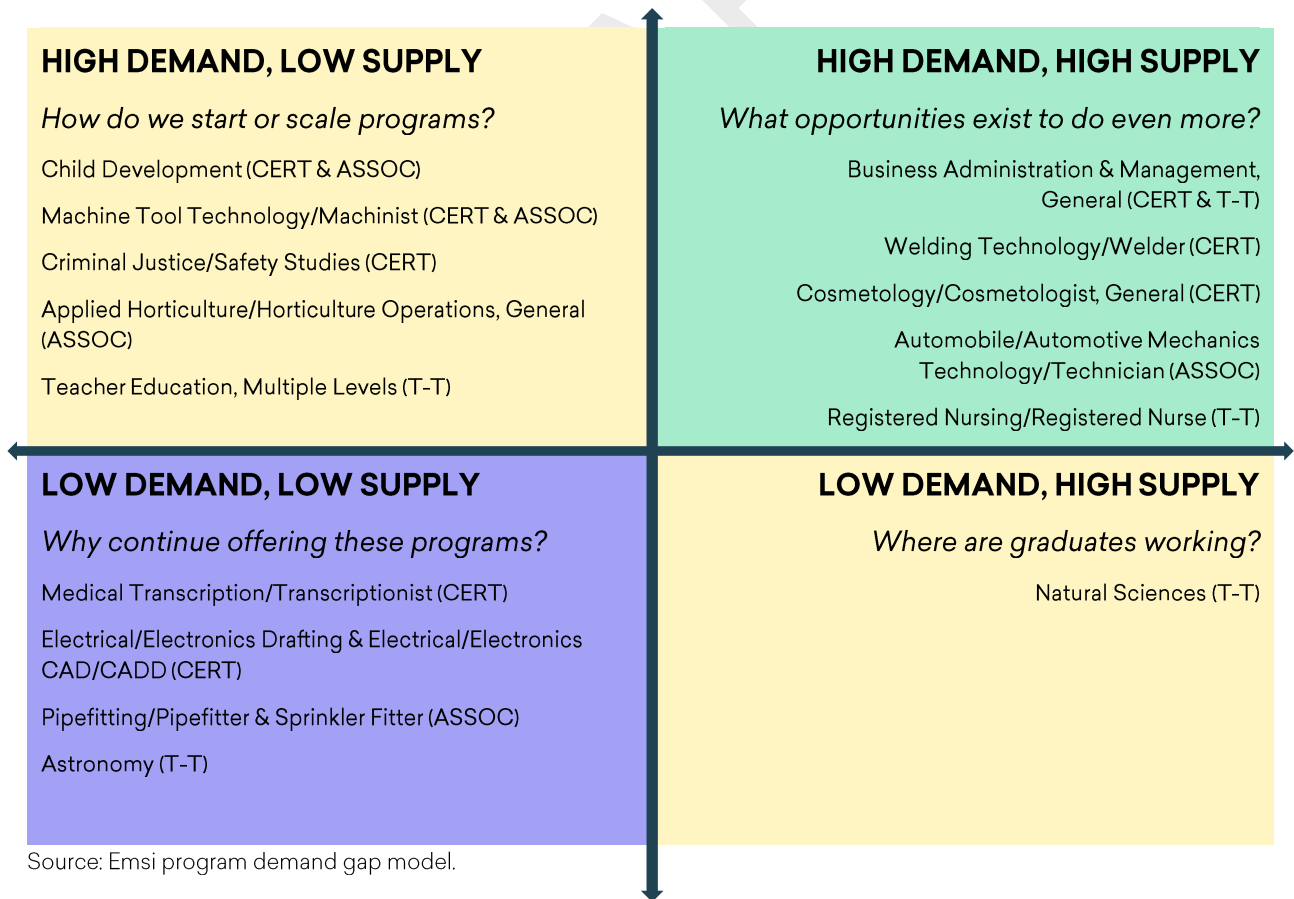 HIGH DEMAND, LOW SUPPLY
How do we start or scale programs?
Child Development (CERT & ASSOC)
Machine Tool Technology/Machinist (CERT & ASSOC)
Criminal Justice/Safety Studies (CERT)
Applied Horticulture/Horticulture Operations, General
(ASSOC)
Teacher Education, Multiple Levels (T-T)
HIGH DEMAND, HIGH SUPPLY
What opportunities exist to do even more?
Business Administration & Management,
General (CERT & T-T)
Welding Technology/Welder (CERT)
Cosmetology/Cosmetologist, General (CERT)
Automobile/Automotive Mechanics
Technology/Technician (ASSOC)
Registered Nursing/Registered Nurse (T-T)
LOW DEMAND, LOW SUPPLY
Why continue offering these programs?
Medical Transcription/Transcriptionist (CERT)
Electrical/Electronics Drafting & Electrical/Electronics
CAD/CADD (CERT)
Pipefitting/Pipefitter & Sprinkler Fitter (ASSOC)
Astronomy (T-T)
LOW DEMAND, HIGH SUPPLY
Where are graduates working?
Natural Sciences (T-T)
Source: Emsi program demand gap model.